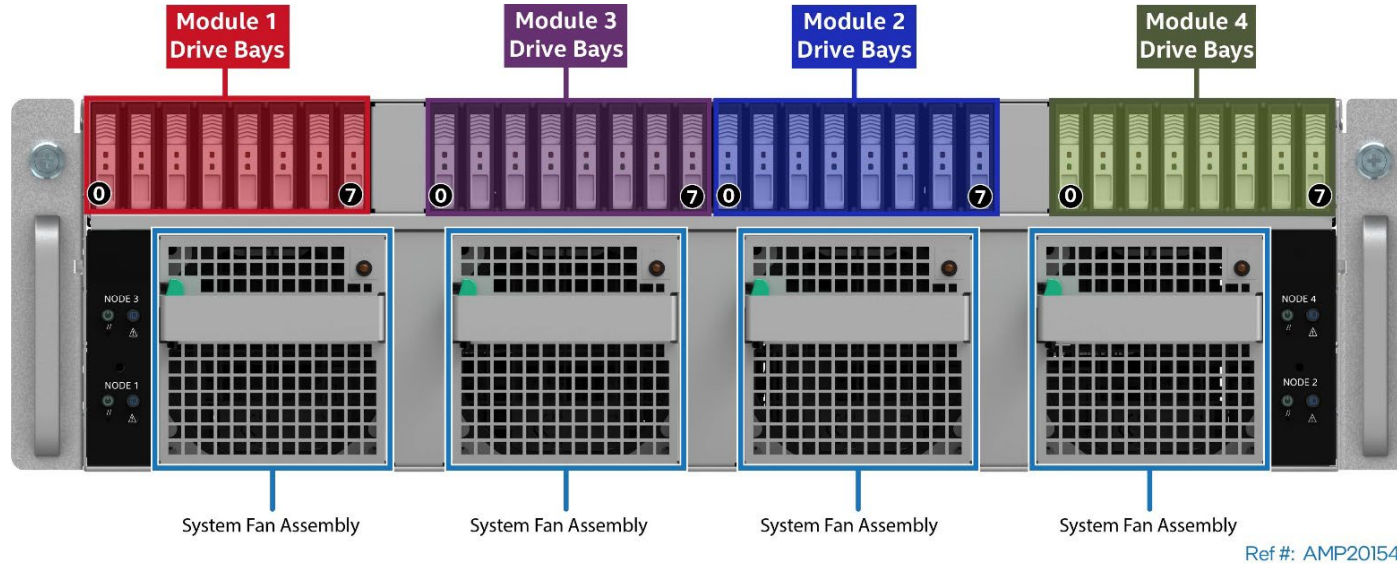 Module 1
Drive Bays
Module 3
Drive Bays
Module 2
Drive Bays
Module 4
Drive Bays
0
7
0
7
0
7
0
7
NODE 3
NODE 4
NODE 1
NODE 2
System Fan Assembly
System Fan Assembly
System Fan Assembly
System Fan Assembly
Ref #: AMP20154